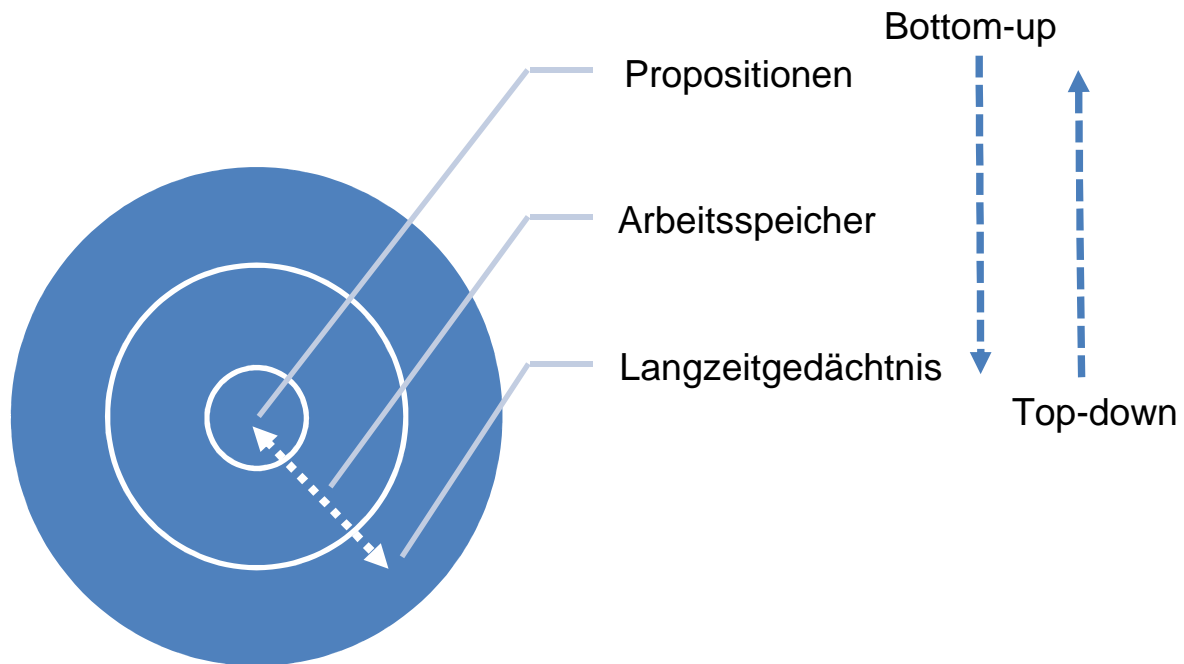 Bottom-up
Propositionen
Arbeitsspeicher
Langzeitgedächtnis
Top-down